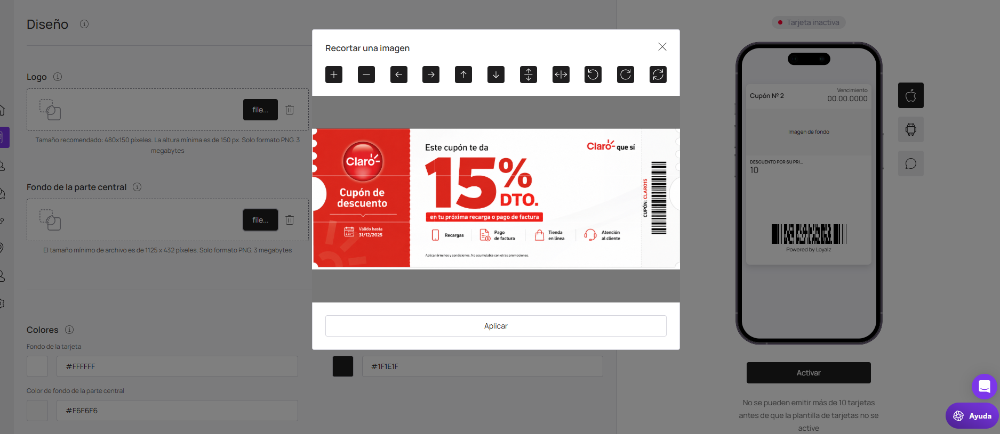 Diseño
Logo
file...
Tamaño recomendado: 480x150 píxeles. La altura mínima es de 150 px. Solo formato PNG. 3
megabytes
Fondo de la parte central
file...
El tamaño mínimo de archivo es de 1125 x 432 píxeles. Solo formato PNG. 3 megabytes
Colores
Fondo de la tarjeta
#FFFFFF
#1F1E1F
Color de fondo de la parte central
#F6F6F6
Recortar una imagen
Claro
Cupón de
descuento
Válido hasta
31/12/2025
Este cupón te da
15%
DTO.
en tu próxima recarga o pago de factura
Recargas
Pago
de factura
Tienda
en línea
Atención
al cliente
Aplica términos y condiciones. No acumulable con otras promociones.
Claro que sí
CUPÓN: CLARO15
Aplicar
Tarjeta inactiva
Cupón Nº 2
Vencimiento
00.00.0000
Imagen de fondo
DESCUENTO POR SU PRI...
10
Powered by Loyalz
Activar
No se pueden emitir más de 10 tarjetas
antes de que la plantilla de tarjetas no se
active
Ayuda